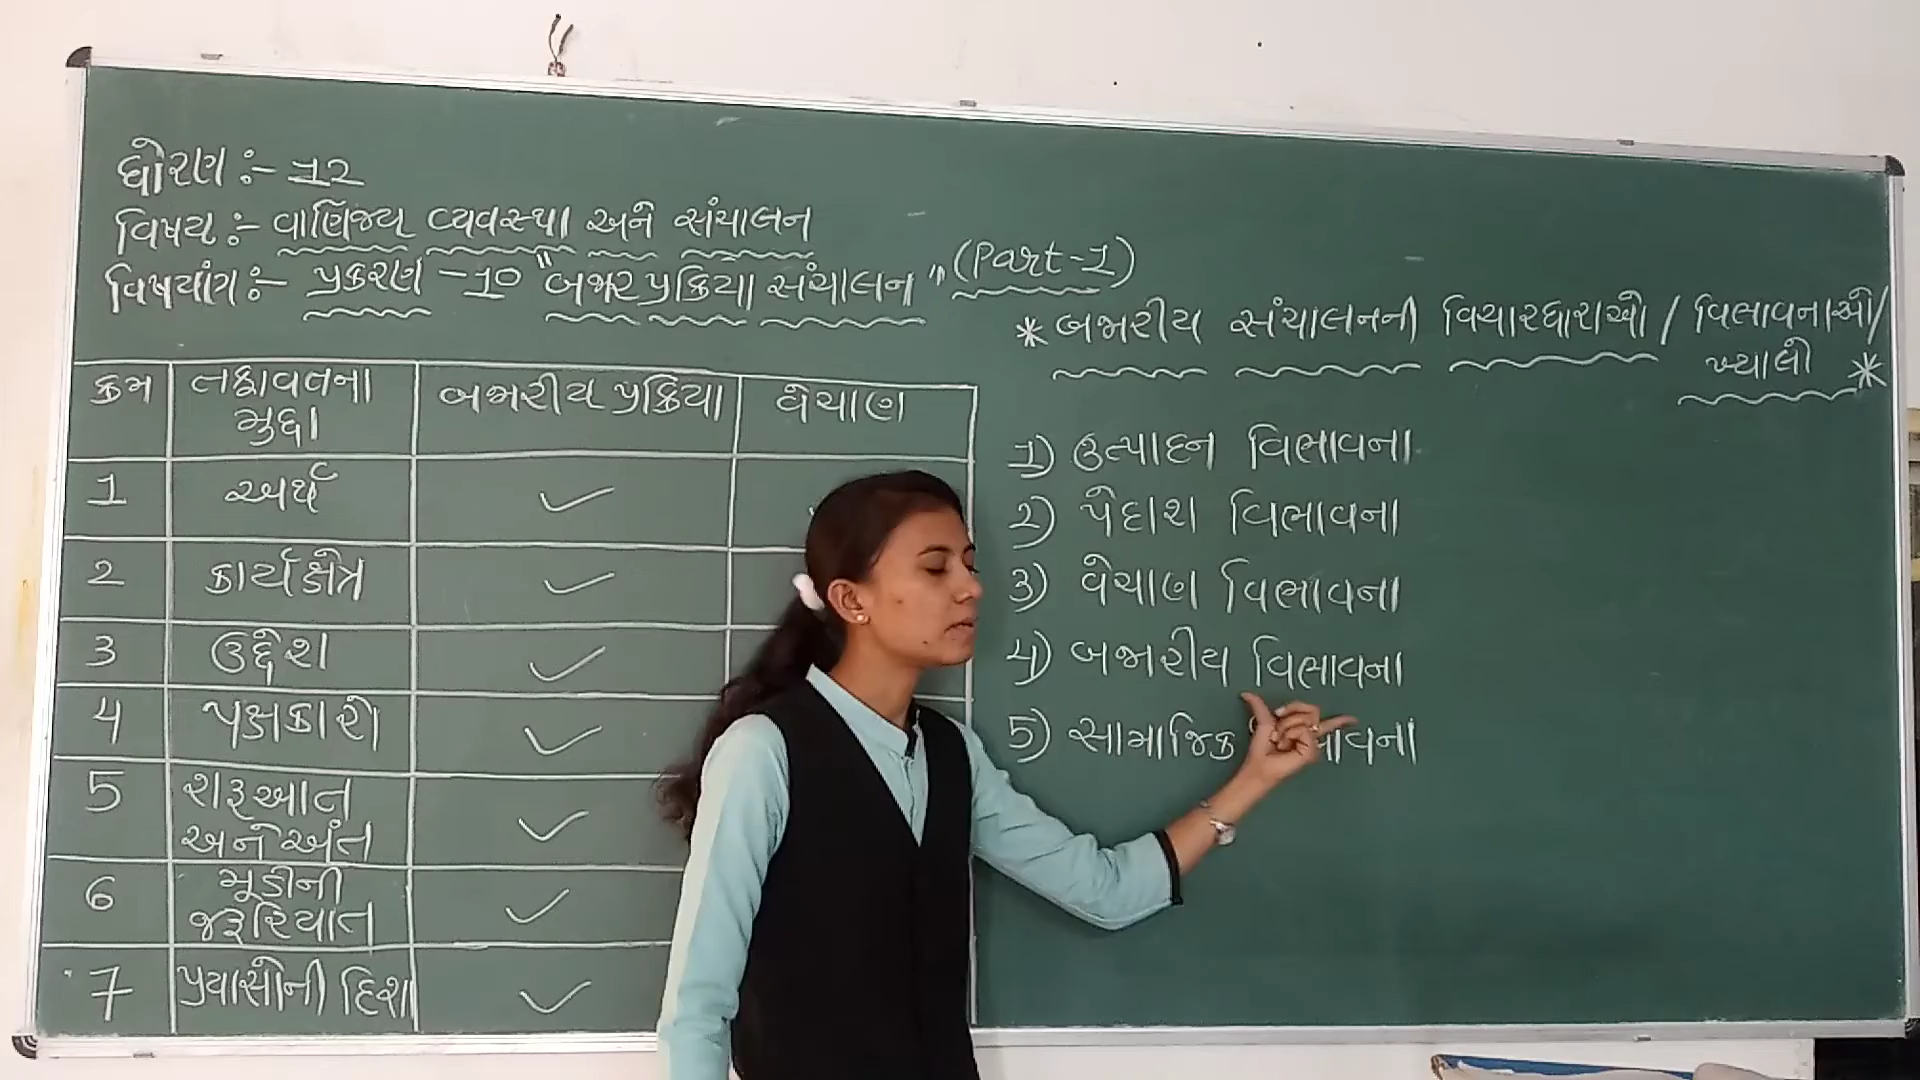 ધોરણ :- 12
વિષય :- વાણિજ્ય વ્યવસ્થા અને સંચાલન
વિષયાંગ :- પ્રકરણ - 10 "બજાર પ્રક્રિયા સંચાલન" (Part-1)
ક્રમ | તફાવતના મુદ્દા | બજારીય પ્રક્રિયા | વેચાણ
1 | અર્થ | ✓
2 | કાર્યક્ષેત્ર | ✓
3 | ઉદ્દેશ | ✓
4 | પક્ષકારો | ✓
5 | શરૂઆત અને અંત | ✓
6 | મૂડીની જરૂરિયાત | ✓
7 | પ્રયાસોની દિશા | ✓
* બજારીય સંચાલનની વિચારધારાઓ / વિભાવનાઓ /
ખ્યાલો *
1) ઉત્પાદન વિભાવના
2) પેદાશ વિભાવના
3) વેચાણ વિભાવના
4) બજારીય વિભાવના
5) સામાજિક